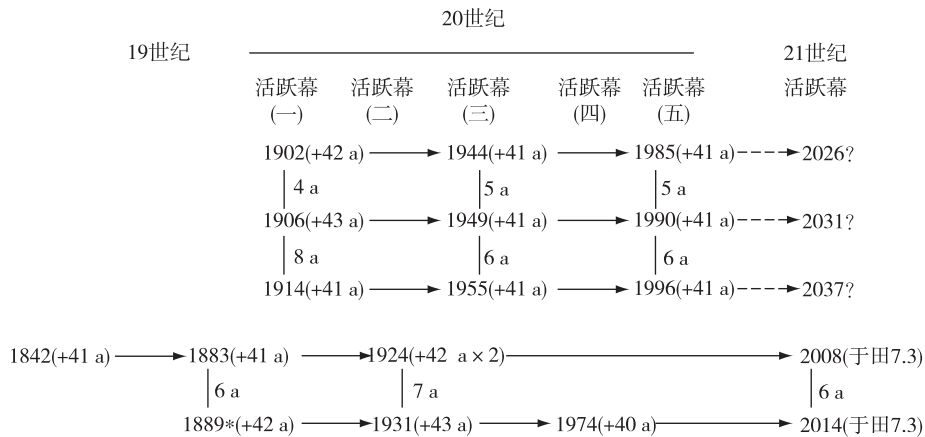 20世纪
19世纪 21世纪
活跃幕 活跃幕 活跃幕 活跃幕 活跃幕 活跃幕
(一) (二) (三) (四) (五)
1902(+42 a) 1944(+41 a) 1985(+41 a) 2026?
4 a 5 a 5 a
1906(+43 a) 1949(+41 a) 1990(+41 a) 2031?
8 a 6 a 6 a
1914(+41 a) 1955(+41 a) 1996(+41 a) 2037?
1842(+41 a) 1883(+41 a) 1924(+42 a × 2) 2008(于田7.3)
6 a 7 a 6 a
1889*(+42 a) 1931(+43 a) 1974(+40 a) 2014(于田7.3)